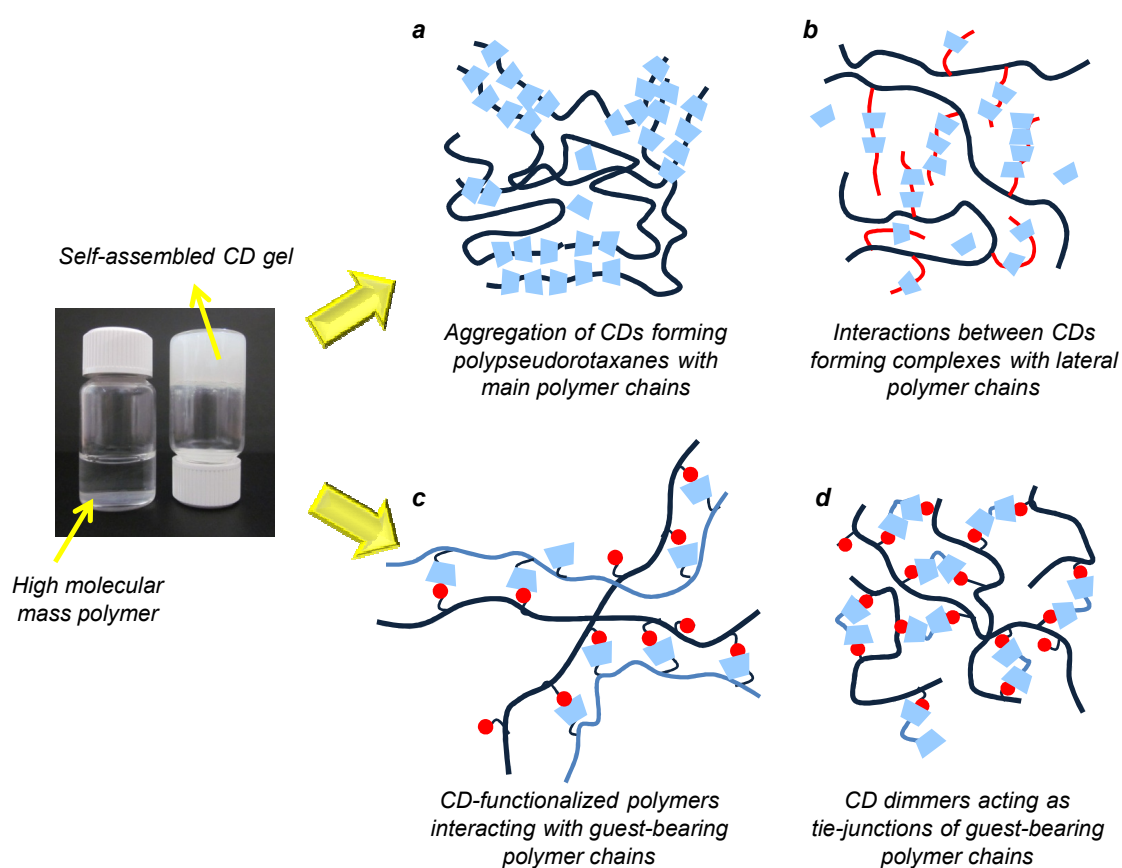 a
b
Self-assembled CD gel
Aggregation of CDs forming
polypseudorotaxanes with
main polymer chains
Interactions between CDs
forming complexes with lateral
polymer chains
High molecular
mass polymer
c
d
CD-functionalized polymers
interacting with guest-bearing
polymer chains
CD dimmers acting as
tie-junctions of guest-bearing
polymer chains